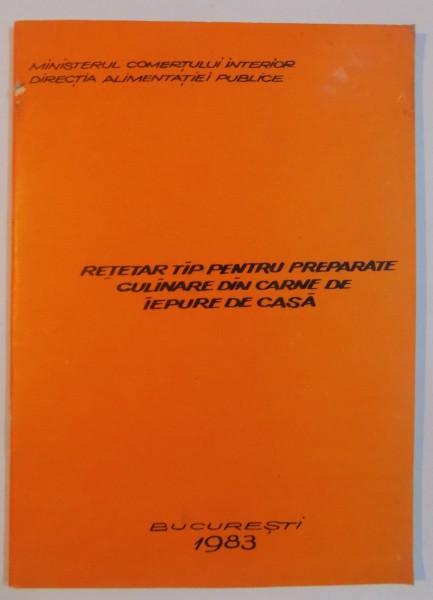 MINISTERUL COMERȚULUI INTERIOR
DIRECȚIA ALIMENTAȚIEI PUBLICE
REȚETAR TIP PENTRU PREPARATE
CULINARE DIN CARNE DE
IEPURE DE CASĂ
BUCUREȘTI
1983